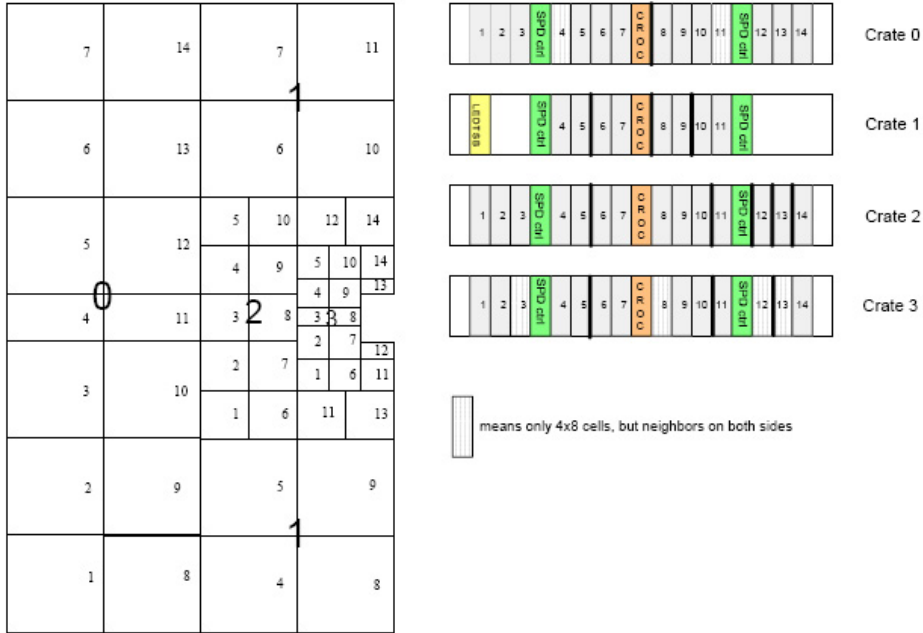 7 14 7 11
1
6 13 6 10
5 10 12 14
5 12 4 9 5 10 14
0 4 9 13
4 11 3 2 8 3 3 8
2 7 2 7 12
3 10 1 6 11
1 6 11 13
2 9 5 9
1
1 8 4 8
1 2 3 SPD ctrl 4 5 6 7 CROC 8 9 10 11 SPD ctrl 12 13 14 Crate 0
LEDTSB SPD ctrl 4 5 6 7 CROC 8 9 10 11 SPD ctrl Crate 1
1 2 3 SPD ctrl 4 5 6 7 CROC 8 9 10 11 SPD ctrl 12 13 14 Crate 2
1 2 3 SPD ctrl 4 5 6 7 CROC 8 9 10 11 SPD ctrl 12 13 14 Crate 3
means only 4x8 cells, but neighbors on both sides